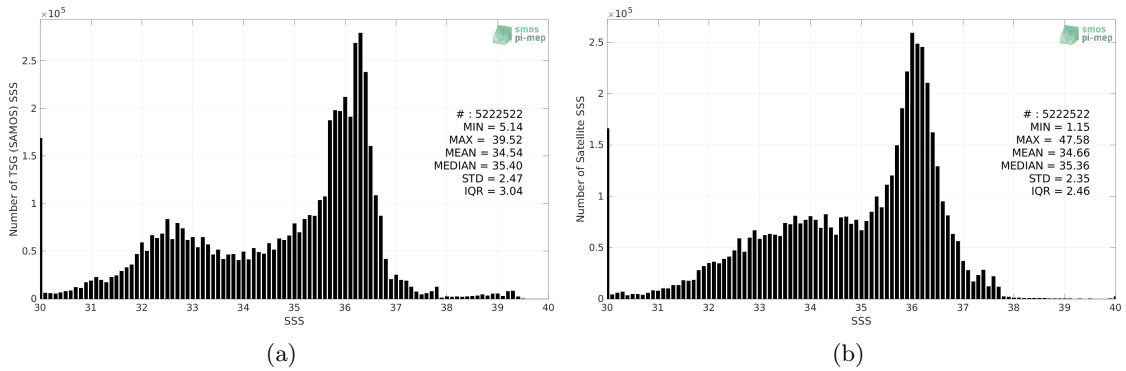 ×10⁵
2.5
2
1.5
1
0.5
0
30 31 32 33 34 35 36 37 38 39 40
SSS
Number of TSG (SAMOS) SSS
smos
pi-mep
# : 5222522
MIN = 5.14
MAX = 39.52
MEAN = 34.54
MEDIAN = 35.40
STD = 2.47
IQR = 3.04
(a)
×10⁵
2.5
2
1.5
1
0.5
0
30 31 32 33 34 35 36 37 38 39 40
SSS
Number of Satellite SSS
smos
pi-mep
# : 5222522
MIN = 1.15
MAX = 47.58
MEAN = 34.66
MEDIAN = 35.36
STD = 2.35
IQR = 2.46
(b)